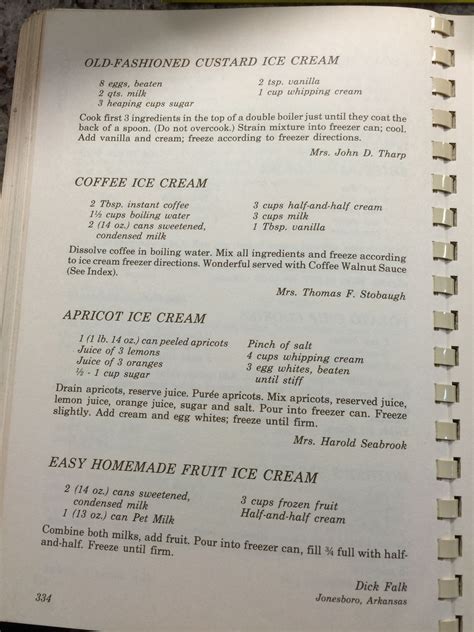 OLD-FASHIONED CUSTARD ICE CREAM
8 eggs, beaten 2 tsp. vanilla
2 qts. milk 1 cup whipping cream
3 heaping cups sugar
Cook first 3 ingredients in the top of a double boiler just until they coat the
back of a spoon. (Do not overcook.) Strain mixture into freezer can; cool.
Add vanilla and cream; freeze according to freezer directions.
Mrs. John D. Tharp
COFFEE ICE CREAM
2 Tbsp. instant coffee 3 cups half-and-half cream
1½ cups boiling water 3 cups milk
2 (14 oz.) cans sweetened, 1 Tbsp. vanilla
condensed milk
Dissolve coffee in boiling water. Mix all ingredients and freeze according
to ice cream freezer directions. Wonderful served with Coffee Walnut Sauce
(See Index).
Mrs. Thomas F. Stobaugh
APRICOT ICE CREAM
1 (1 lb. 14 oz.) can peeled apricots Pinch of salt
Juice of 3 lemons 4 cups whipping cream
Juice of 3 oranges 3 egg whites, beaten
½ - 1 cup sugar until stiff
Drain apricots, reserve juice. Purée apricots. Mix apricots, reserved juice,
lemon juice, orange juice, sugar and salt. Pour into freezer can. Freeze
slightly. Add cream and egg whites; freeze until firm.
Mrs. Harold Seabrook
EASY HOMEMADE FRUIT ICE CREAM
2 (14 oz.) cans sweetened, 3 cups frozen fruit
condensed milk Half-and-half cream
1 (13 oz.) can Pet Milk
Combine both milks, add fruit. Pour into freezer can, fill ¾ full with half-
and-half. Freeze until firm.
Dick Falk
Jonesboro, Arkansas
334